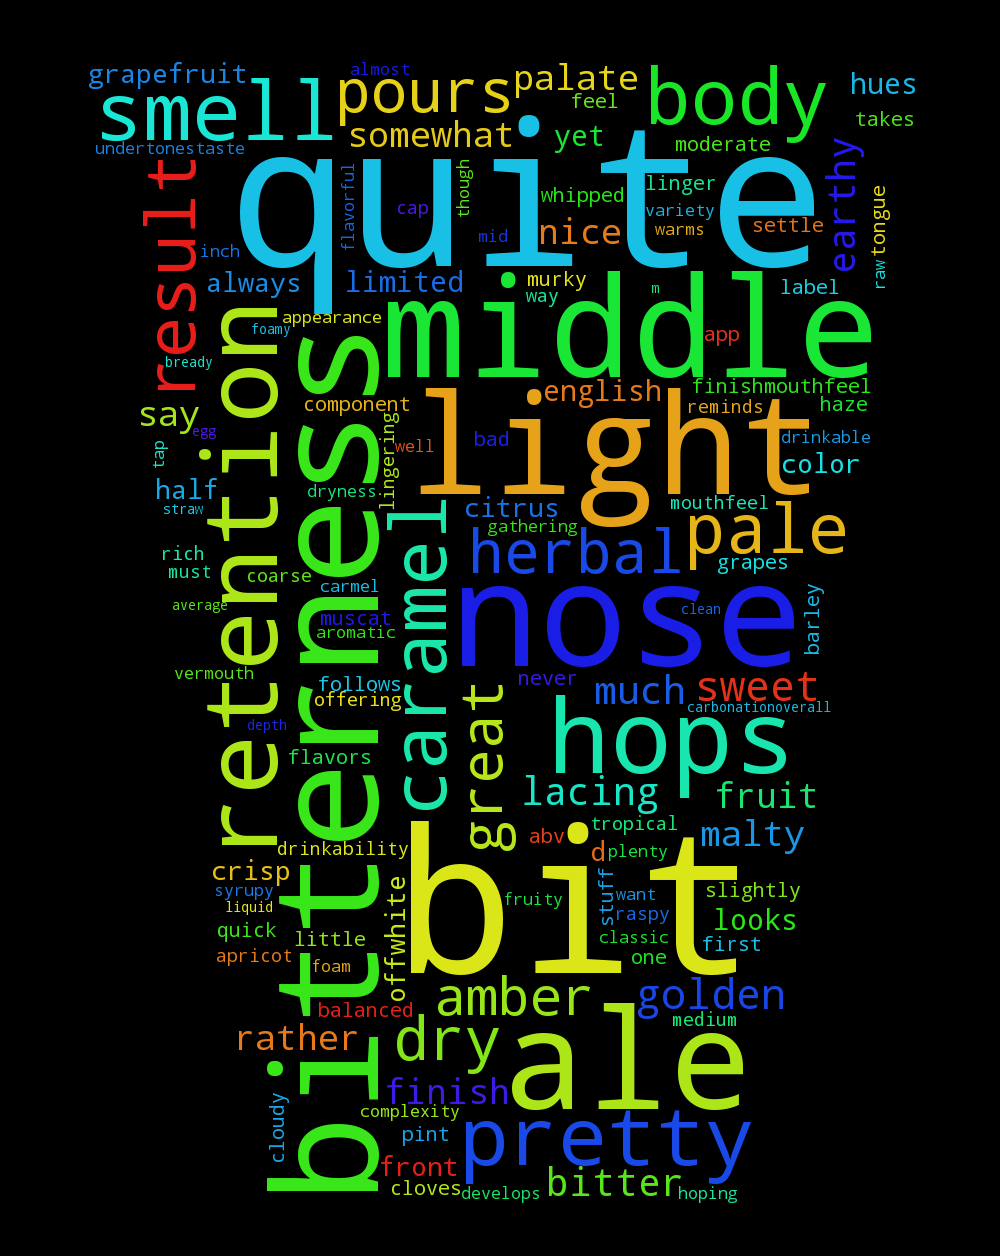 grapefruit
almost
smell
pours
palate
feel
body
hues
takes
somewhat
yet
moderate
undertonestaste
quite
result
flavorful
though
cap
mid
whipped
linger
variety
warms
settle
earthy
tongue
raw
inch
nice
always
limited
murky
way
m
label
foamy
appearance
middle
app
bready
retention
bitterness
component
english
finishmouthfeel
reminds
haze
say
egg
tap
light
well
bad
lingering
drinkable
color
half
straw
dryness
citrus
mouthfeel
gathering
pale
herbal
grapes
rich
must
coarse
carmel
caramel
average
muscat
aromatic
nose
clean
barley
vermouth
follows
offering
never
much
sweet
carbonationoverall
depth
flavors
great
hops
lacing
fruit
drinkability
abv
tropical
d
plenty
malty
crisp
syrupy
liquid
quick
little
apricot
foam
offwhite
bit
fruity
stuff
want
raspy
classic
one
slightly
looks
first
balanced
amber
golden
medium
rather
dry
ale
finish
cloudy
complexity
pint
pretty
front
cloves
develops
bitter
hoping